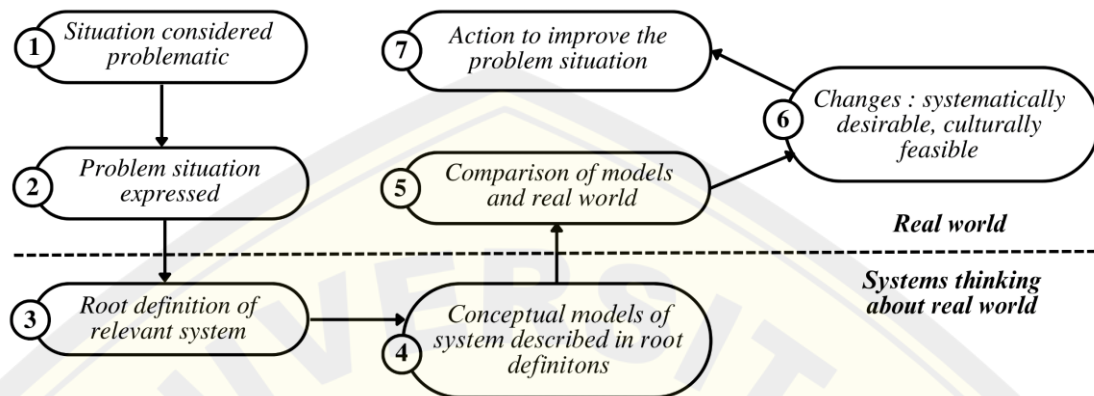 1
Situation considered
problematic
2
Problem situation
expressed
3
Root definition of
relevant system
4
Conceptual models of
system described in root
definitons
5
Comparison of models
and real world
6
Changes : systematically
desirable, culturally
feasible
7
Action to improve the
problem situation
Real world
Systems thinking
about real world